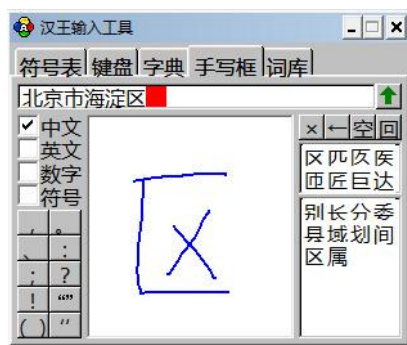 汉王输入工具
符号表 键盘 字典 手写框 词库
北京市海淀区
中文
英文
数字
符号
， 。
、 :
; ?
! “”
( ) "
区
× ← 空 回
区匹仄医
匝匠巨达
别长分委
县域划间
区属